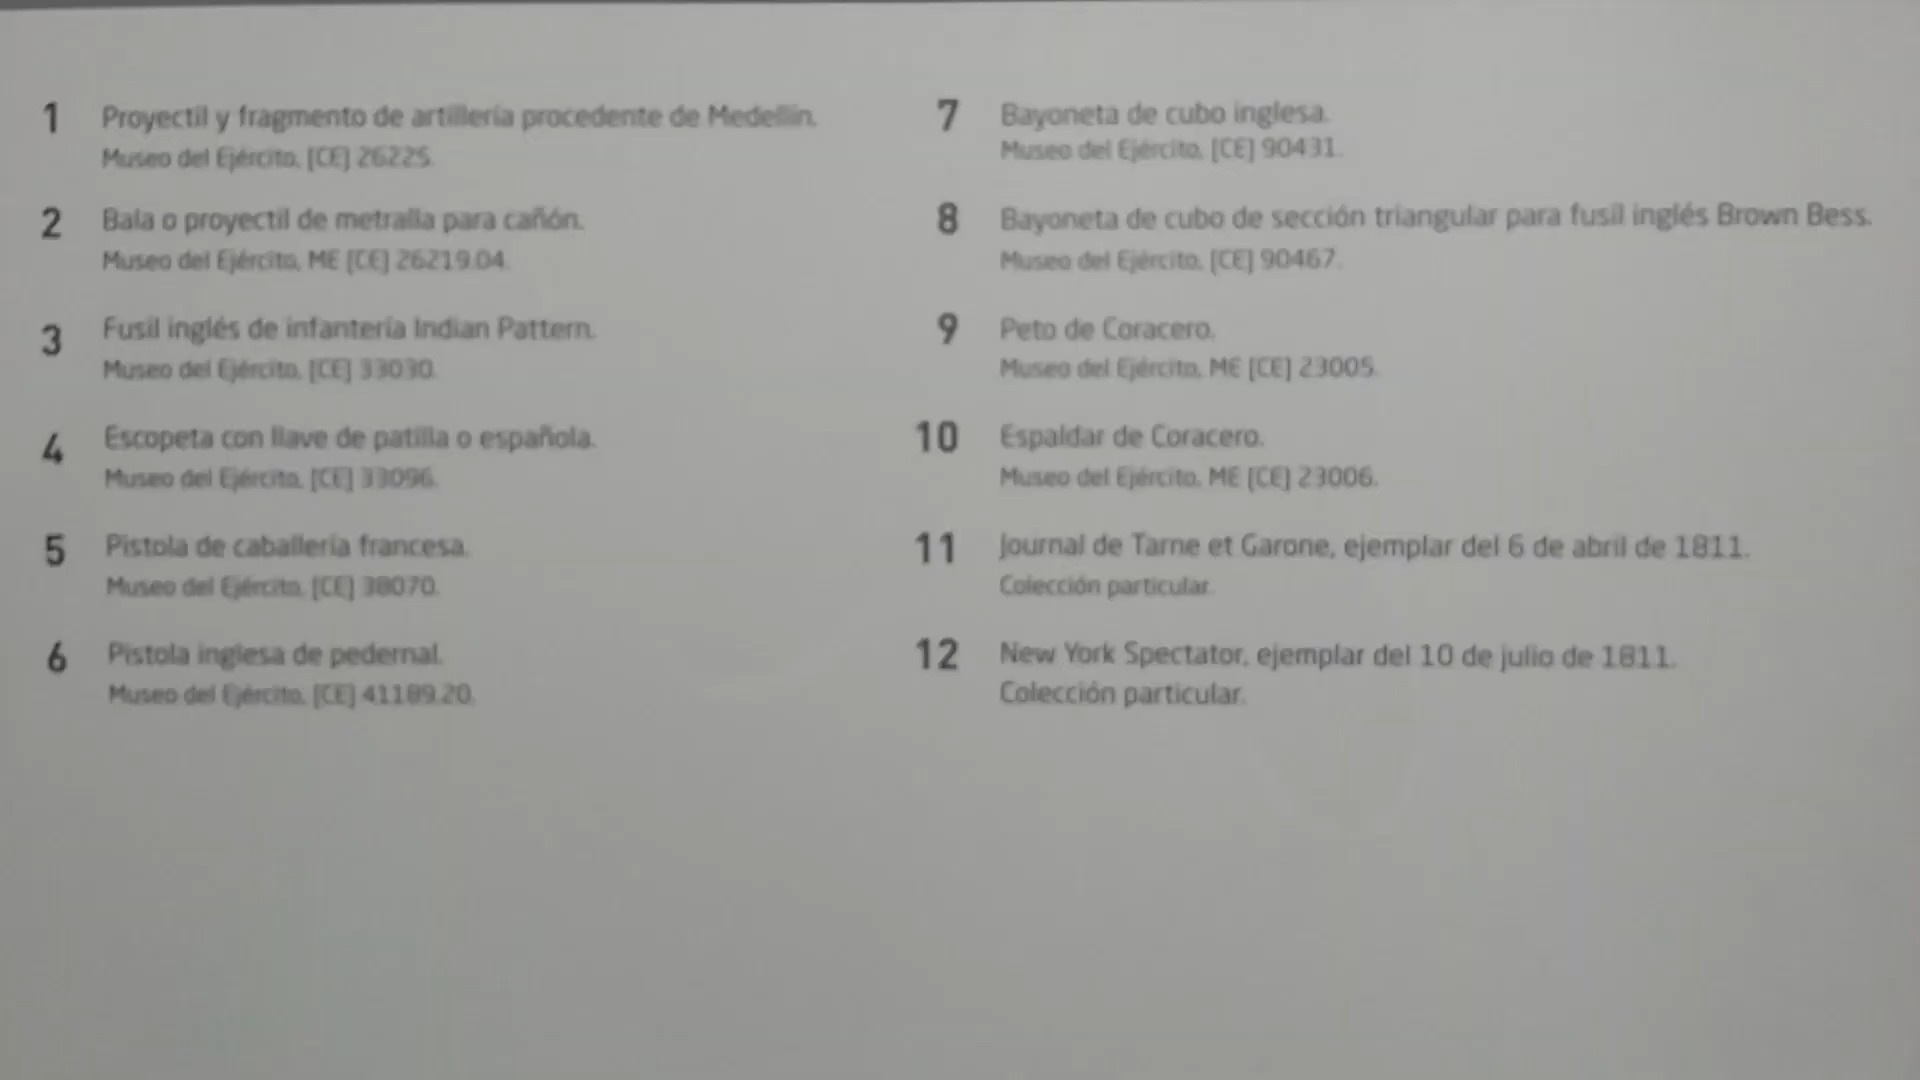 1 Proyectil y fragmento de artillería procedente de Medellín.
Museo del Ejército, [CE] 26225.
2 Bala o proyectil de metralla para cañón.
Museo del Ejército, ME [CE] 26219.04.
3 Fusil inglés de infantería Indian Pattern.
Museo del Ejército, [CE] 33030.
4 Escopeta con llave de patilla o española.
Museo del Ejército, [CE] 33096.
5 Pistola de caballería francesa.
Museo del Ejército, [CE] 38070.
6 Pistola inglesa de pedernal.
Museo del Ejército, [CE] 41189.20.
7 Bayoneta de cubo inglesa.
Museo del Ejército, [CE] 90431.
8 Bayoneta de cubo de sección triangular para fusil inglés Brown Bess.
Museo del Ejército, [CE] 90467.
9 Peto de Coracero.
Museo del Ejército, ME [CE] 23005.
10 Espaldar de Coracero.
Museo del Ejército, ME [CE] 23006.
11 Journal de Tarne et Garone, ejemplar del 6 de abril de 1811.
Colección particular.
12 New York Spectator, ejemplar del 10 de julio de 1811.
Colección particular.